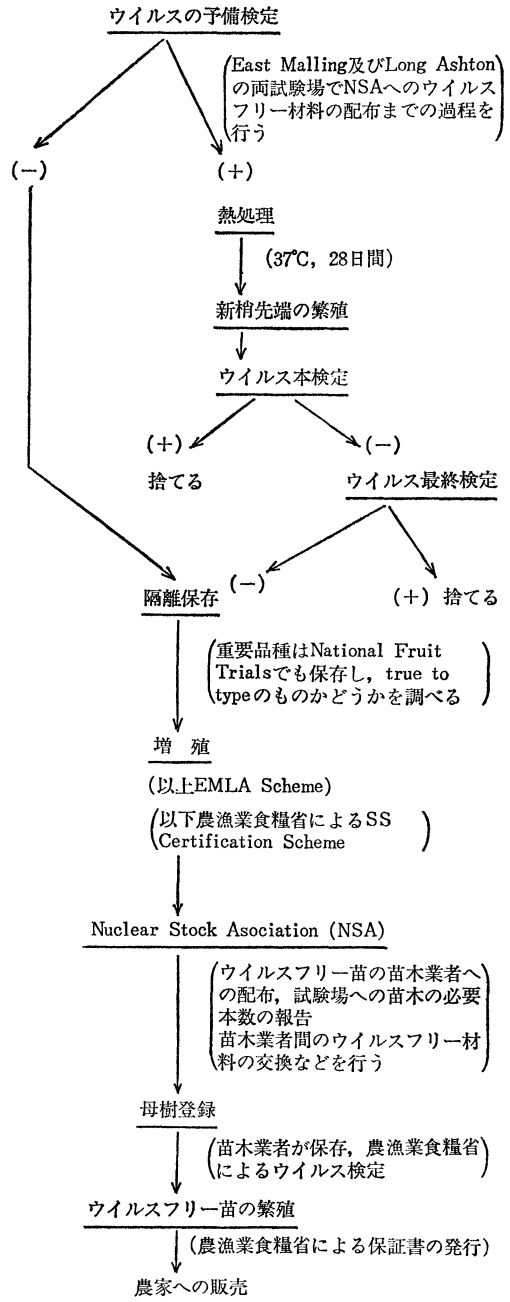 ウイルスの予備検定
East Malling及びLong Ashton
の両試験場でNSAへのウイルス
フリー材料の配布までの過程を
行う
(−)
(+)
熱処理
(37℃, 28日間)
新梢先端の繁殖
ウイルス本検定
(+)
(−)
捨てる
ウイルス最終検定
隔離保存
(−)
(+) 捨てる
重要品種はNational Fruit
Trialsでも保存し, true to
typeのものかどうかを調べる
増 殖
(以上EMLA Scheme)
(以下農漁業食糧省によるSS
Certification Scheme)
Nuclear Stock Asociation (NSA)
ウイルスフリー苗の苗木業者へ
の配布, 試験場への苗木の必要
本数の報告
苗木業者間のウイルスフリー材
料の交換などを行う
母樹登録
苗木業者が保存, 農漁業食糧省
によるウイルス検定
ウイルスフリー苗の繁殖
(農漁業食糧省による保証書の発行)
農家への販売